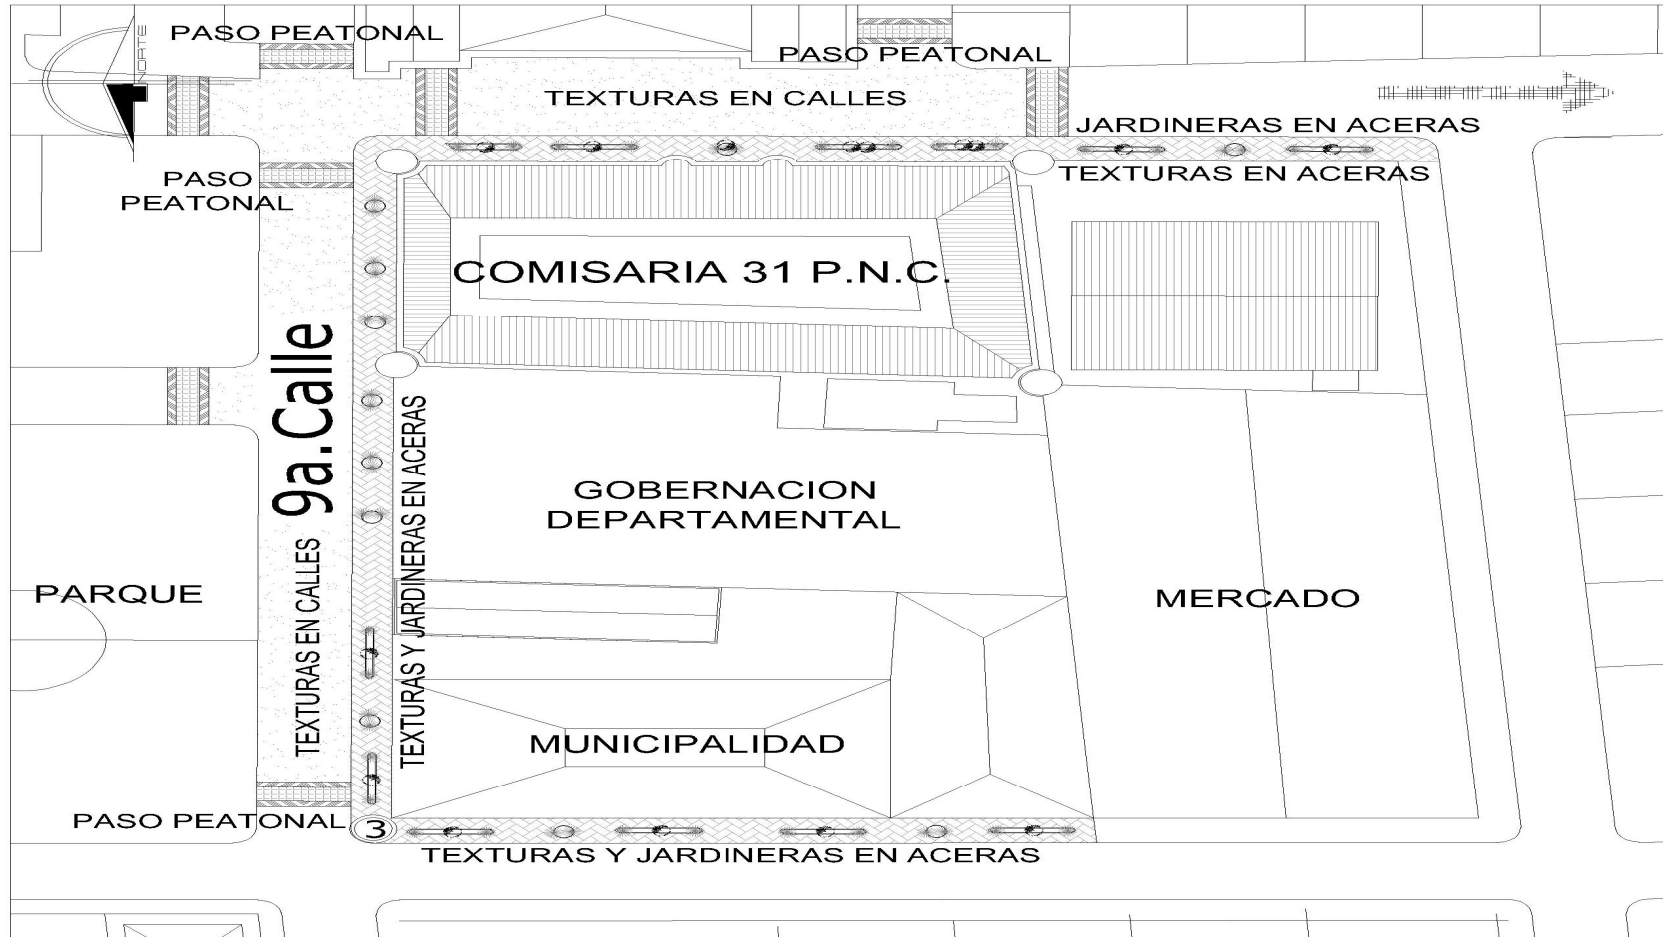 PASO PEATONAL
NORTE
PASO PEATONAL
TEXTURAS EN CALLES
JARDINERAS EN ACERAS
TEXTURAS EN ACERAS
PASO
PEATONAL
COMISARIA 31 P.N.C.
9a.Calle
TEXTURAS Y JARDINERAS EN ACERAS
GOBERNACION
DEPARTAMENTAL
TEXTURAS EN CALLES
PARQUE
MERCADO
MUNICIPALIDAD
PASO PEATONAL
3
TEXTURAS Y JARDINERAS EN ACERAS